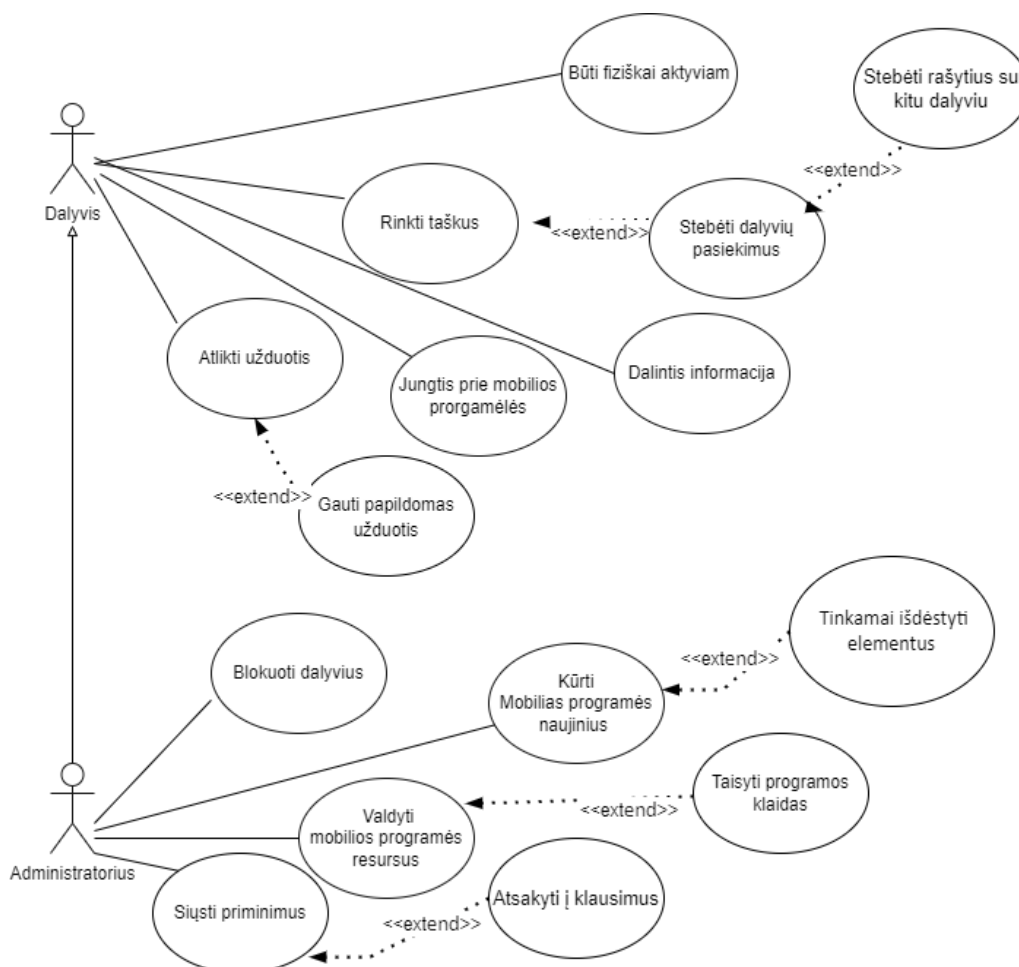 Būti fiziškai aktyviam
Stebėti rašytius su
kitu dalyviu
<<extend>>
Dalyvis
Rinkti taškus
<<extend>>
Stebėti dalyvių
pasiekimus
Atlikti užduotis
Jungtis prie mobilios
prorgamėlės
Dalintis informacija
<<extend>>
Gauti papildomas
užduotis
Blokuoti dalyvius
Kūrti
Mobilias programės
naujinius
<<extend>>
Tinkamai išdėstyti
elementus
Valdyti
mobilios programės
resursus
<<extend>>
Taisyti programos
klaidas
Administratorius
Siųsti priminimus
<<extend>>
Atsakyti į klausimus